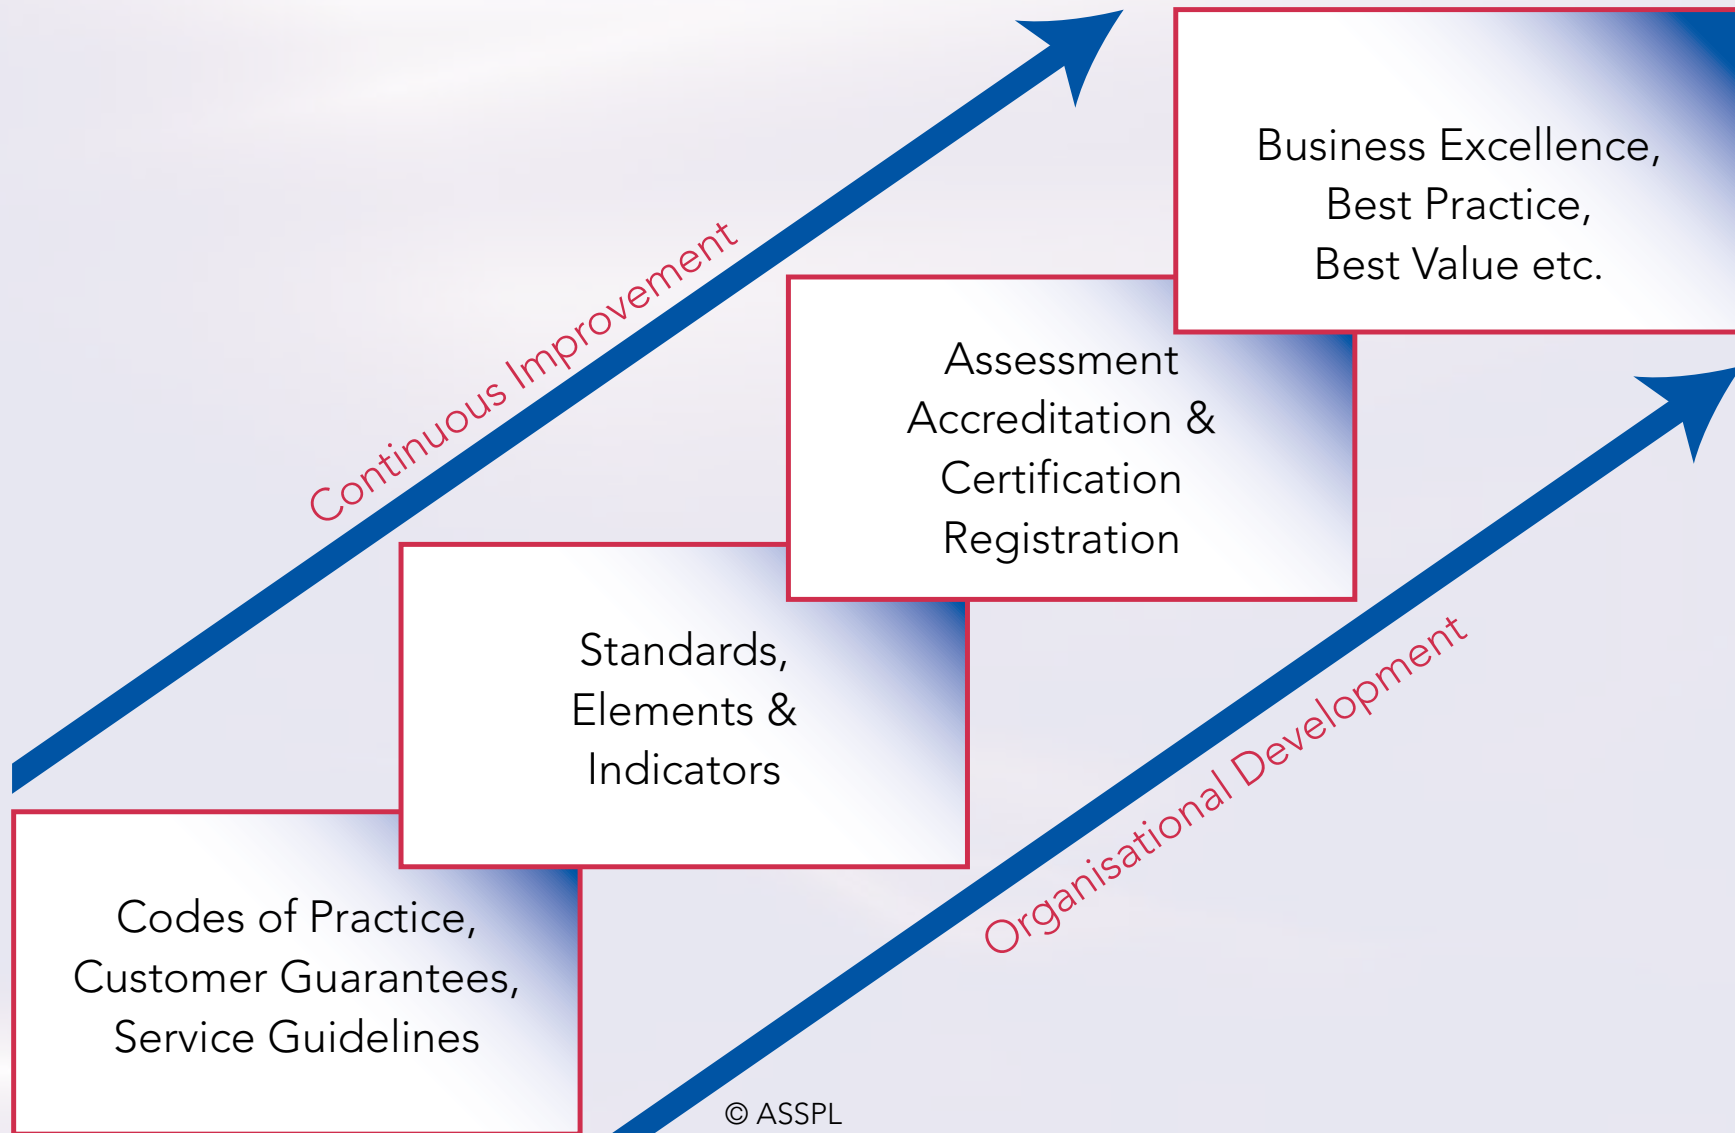 Business Excellence,
Best Practice,
Best Value etc.
Continuous Improvement
Assessment
Accreditation &
Certification
Registration
Standards,
Elements &
Indicators
Organisational Development
Codes of Practice,
Customer Guarantees,
Service Guidelines
© ASSPL